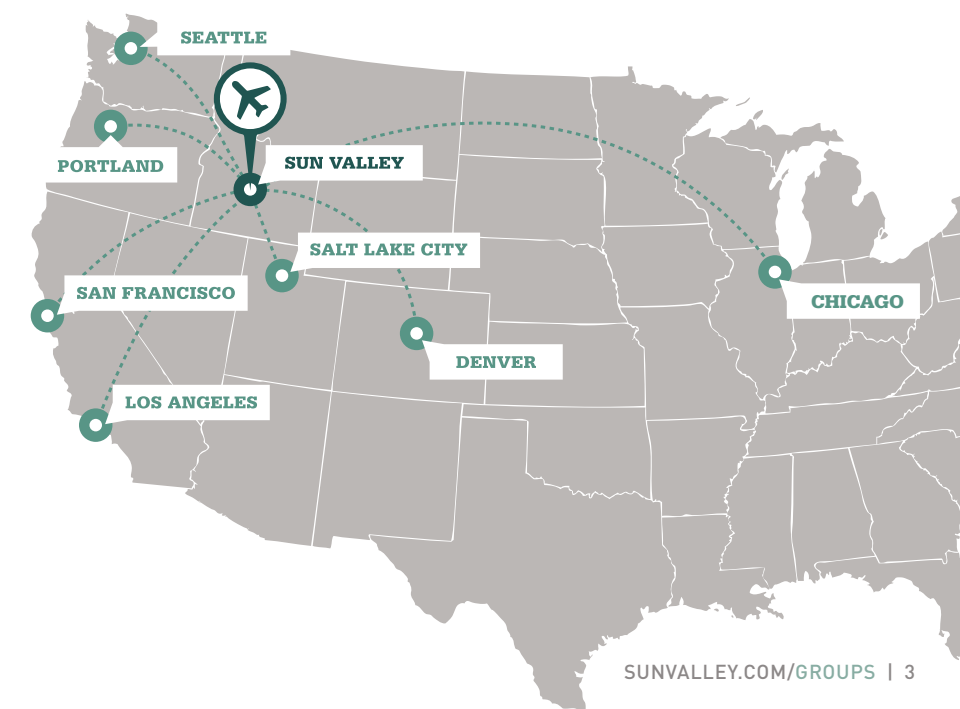 SEATTLE
PORTLAND
SUN VALLEY
SALT LAKE CITY
SAN FRANCISCO
CHICAGO
DENVER
LOS ANGELES
SUNVALLEY.COM/GROUPS | 3